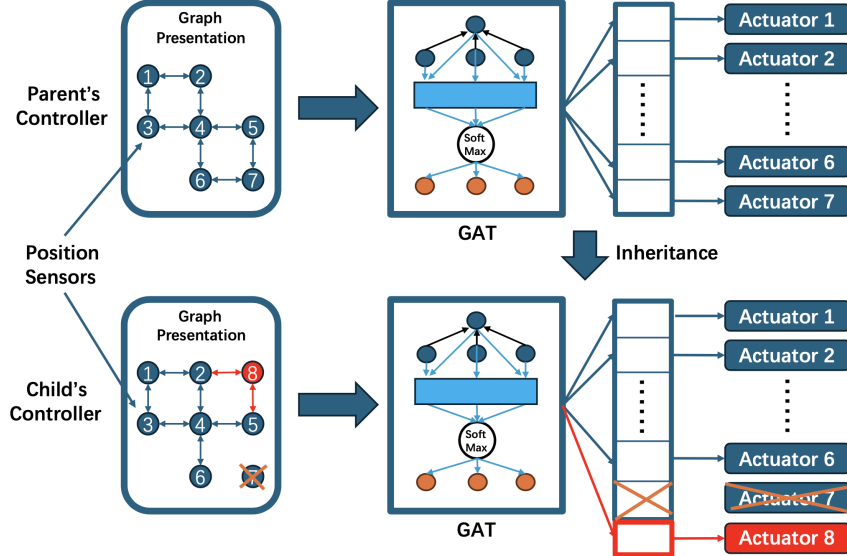 Graph
Presentation
1
2
3
4
5
6
7
Parent's
Controller
Soft
Max
GAT
Actuator 1
Actuator 2
Actuator 6
Actuator 7
Inheritance
Position
Sensors
Graph
Presentation
1
2
8
3
4
5
6
7
Child's
Controller
Soft
Max
GAT
Actuator 1
Actuator 2
Actuator 6
Actuator 7
Actuator 8